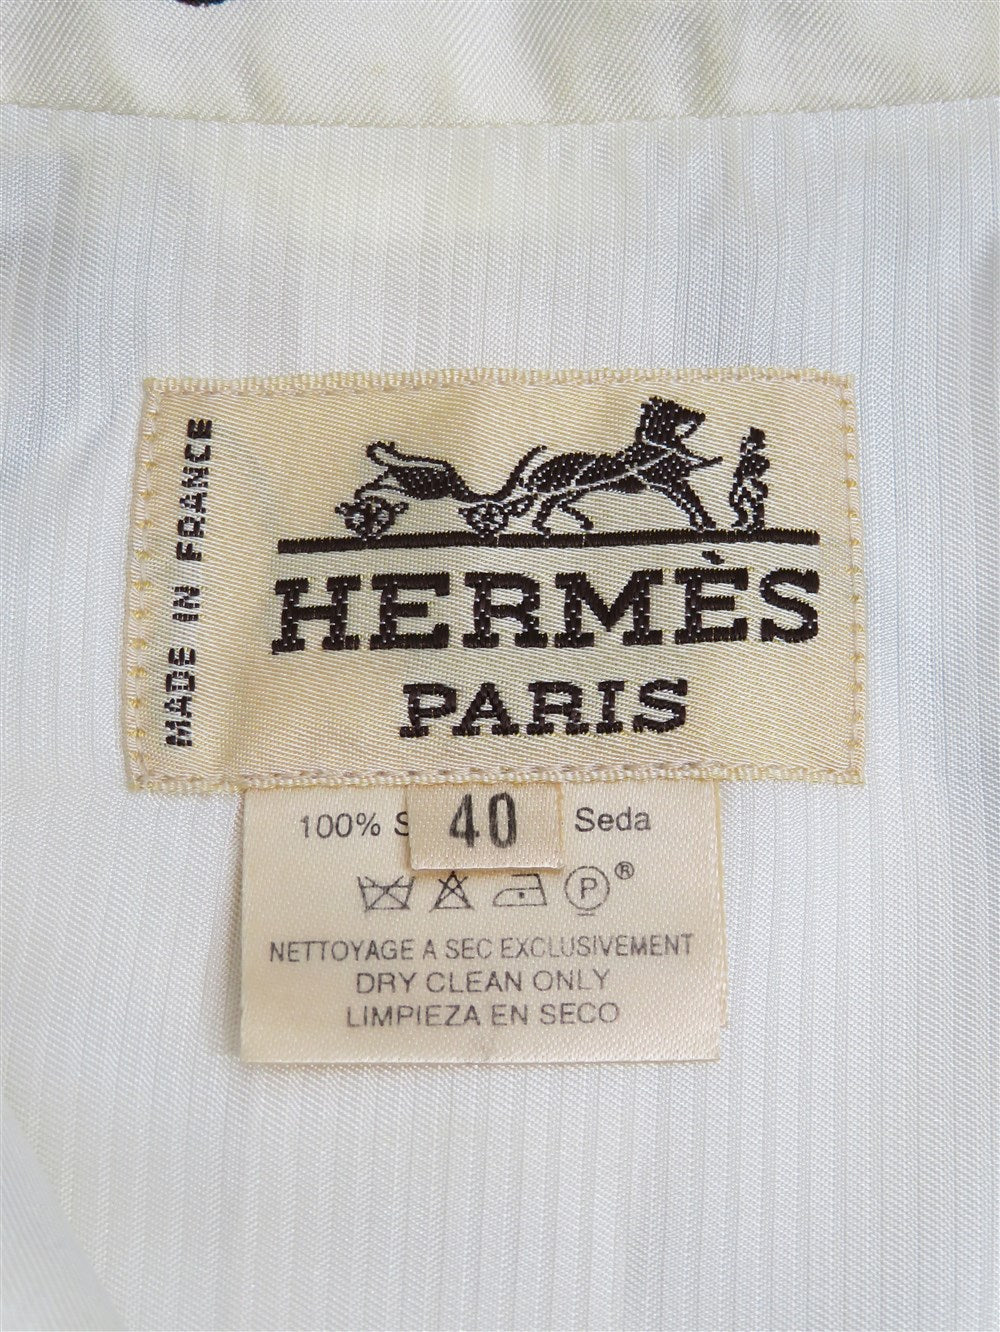 MADE IN FRANCE
HERMÈS
PARIS
100% Seda
40
P ®
NETTOYAGE A SEC EXCLUSIVEMENT
DRY CLEAN ONLY
LIMPIEZA EN SECO